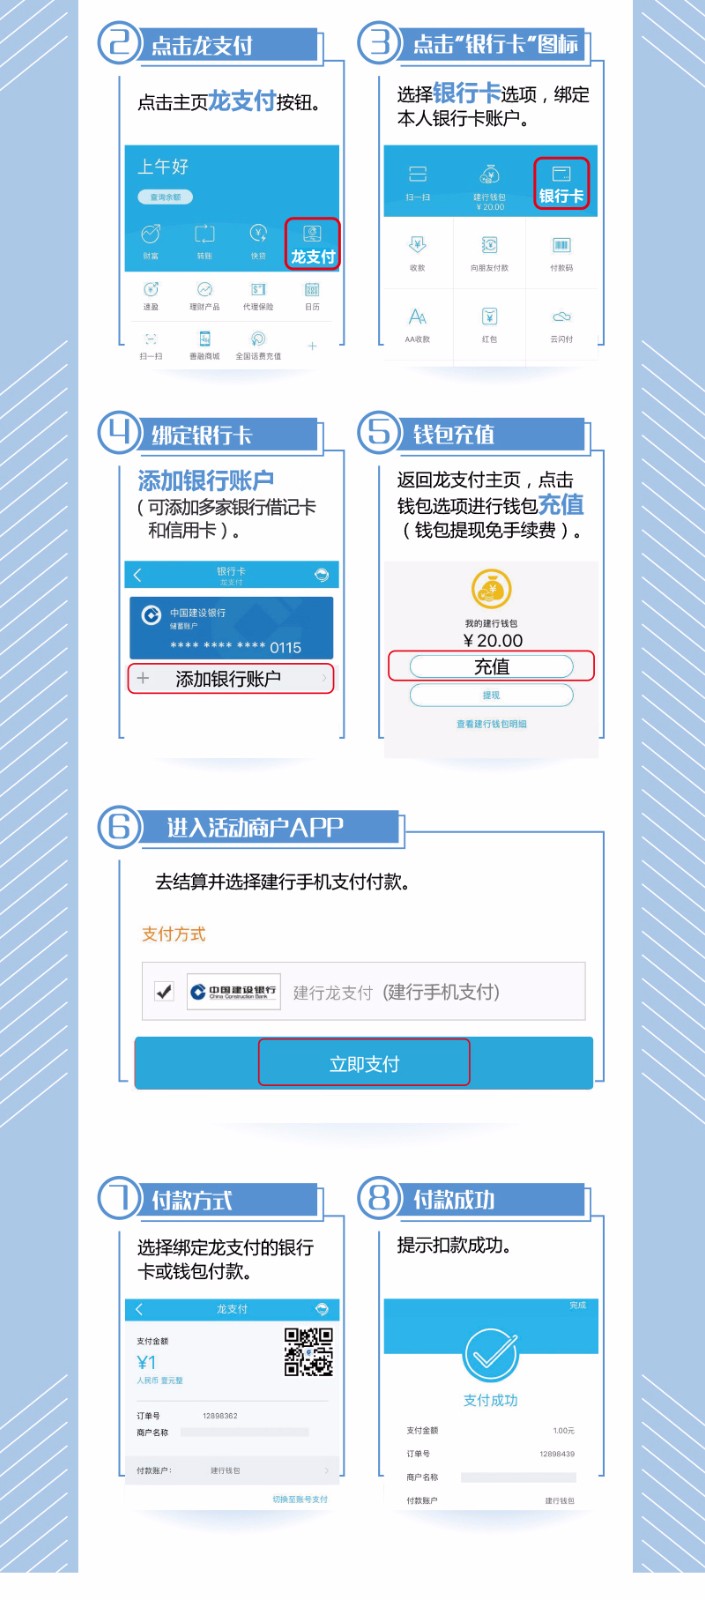 ② 点击龙支付
点击主页龙支付按钮。
上午好
查询余额
财富 转账 快贷 龙支付
速盈 理财产品 代理保险 日历
扫一扫 善融商城 全国话费充值
③ 点击“银行卡”图标
选择银行卡选项，绑定
本人银行卡账户。
扫一扫 建行钱包 银行卡
¥ 20.00
收款 向朋友付款 付款码
AA收款 红包 云闪付
④ 绑定银行卡
添加银行账户
（可添加多家银行借记卡
和信用卡）。
银行卡
龙支付
中国建设银行
储蓄账户
**** **** **** 0115
+ 添加银行账户
⑤ 钱包充值
返回龙支付主页，点击
钱包选项进行钱包充值
（钱包提现免手续费）。
我的建行钱包
¥ 20.00
充值
提现
查看建行钱包明细
⑥ 进入活动商户APP
去结算并选择建行手机支付付款。
支付方式
中国建设银行 建行龙支付 (建行手机支付)
China Construction Bank
立即支付
⑦ 付款方式
选择绑定龙支付的银行
卡或钱包付款。
龙支付
支付金额
¥1
人民币 壹元整
订单号 12898362
商户名称
付款账户： 建行钱包
切换至账号支付
⑧ 付款成功
提示扣款成功。
完成
支付成功
支付金额 1.00元
订单号 12898439
商户名称
付款账户 建行钱包